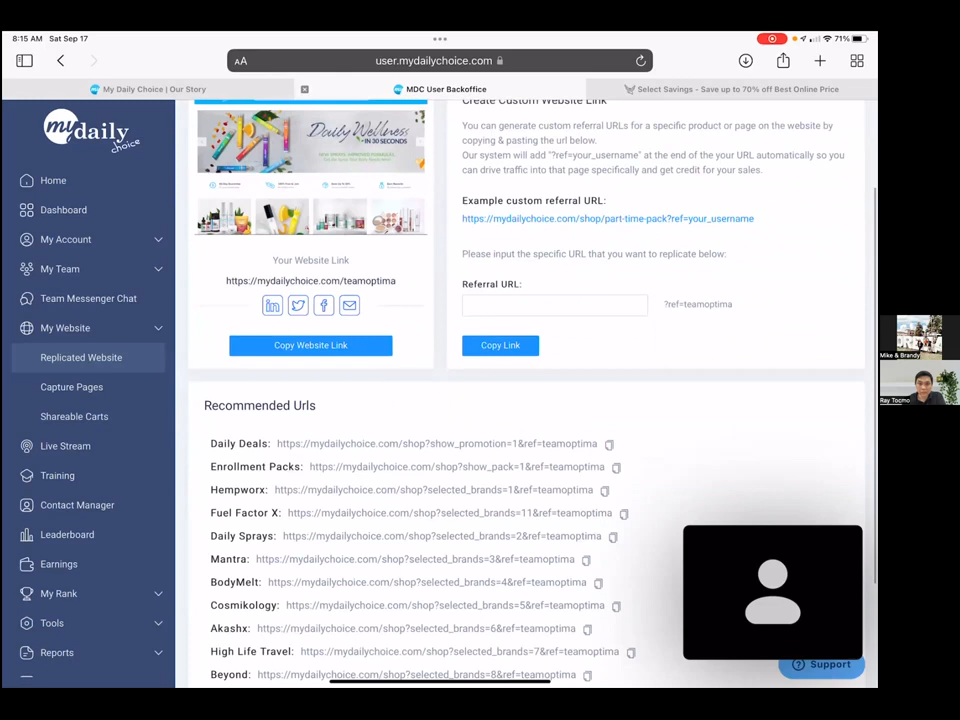 8:15 AM Sat Sep 17
71%
AA
user.mydailychoice.com
My Daily Choice | Our Story
MDC User Backoffice
Select Savings - Save up to 70% off Best Online Price
my daily choice
Home
Dashboard
My Account
My Team
Team Messenger Chat
My Website
Replicated Website
Capture Pages
Shareable Carts
Live Stream
Training
Contact Manager
Leaderboard
Earnings
My Rank
Tools
Reports
Daily Wellness
Your Website Link
https://mydailychoice.com/teamoptima
Copy Website Link
Create Custom Website Link
You can generate custom referral URLs for a specific product or page on the website by
copying & pasting the url below.
Our system will add "?ref=your_username" at the end of the your URL automatically so you
can drive traffic into that page specifically and get credit for your sales.
Example custom referral URL:
https://mydailychoice.com/shop/part-time-pack?ref=your_username
Please input the specific URL that you want to replicate below:
Referral URL:
?ref=teamoptima
Copy Link
Recommended Urls
Daily Deals: https://mydailychoice.com/shop?show_promotion=1&ref=teamoptima
Enrollment Packs: https://mydailychoice.com/shop?show_pack=1&ref=teamoptima
Hempworx: https://mydailychoice.com/shop?selected_brands=1&ref=teamoptima
Fuel Factor X: https://mydailychoice.com/shop?selected_brands=11&ref=teamoptima
Daily Sprays: https://mydailychoice.com/shop?selected_brands=2&ref=teamoptima
Mantra: https://mydailychoice.com/shop?selected_brands=3&ref=teamoptima
BodyMelt: https://mydailychoice.com/shop?selected_brands=4&ref=teamoptima
Cosmikology: https://mydailychoice.com/shop?selected_brands=5&ref=teamoptima
Akashx: https://mydailychoice.com/shop?selected_brands=6&ref=teamoptima
High Life Travel: https://mydailychoice.com/shop?selected_brands=7&ref=teamoptima
Beyond: https://mydailychoice.com/shop?selected_brands=8&ref=teamoptima
Support
Mike & Brandy
Ray Tocmo